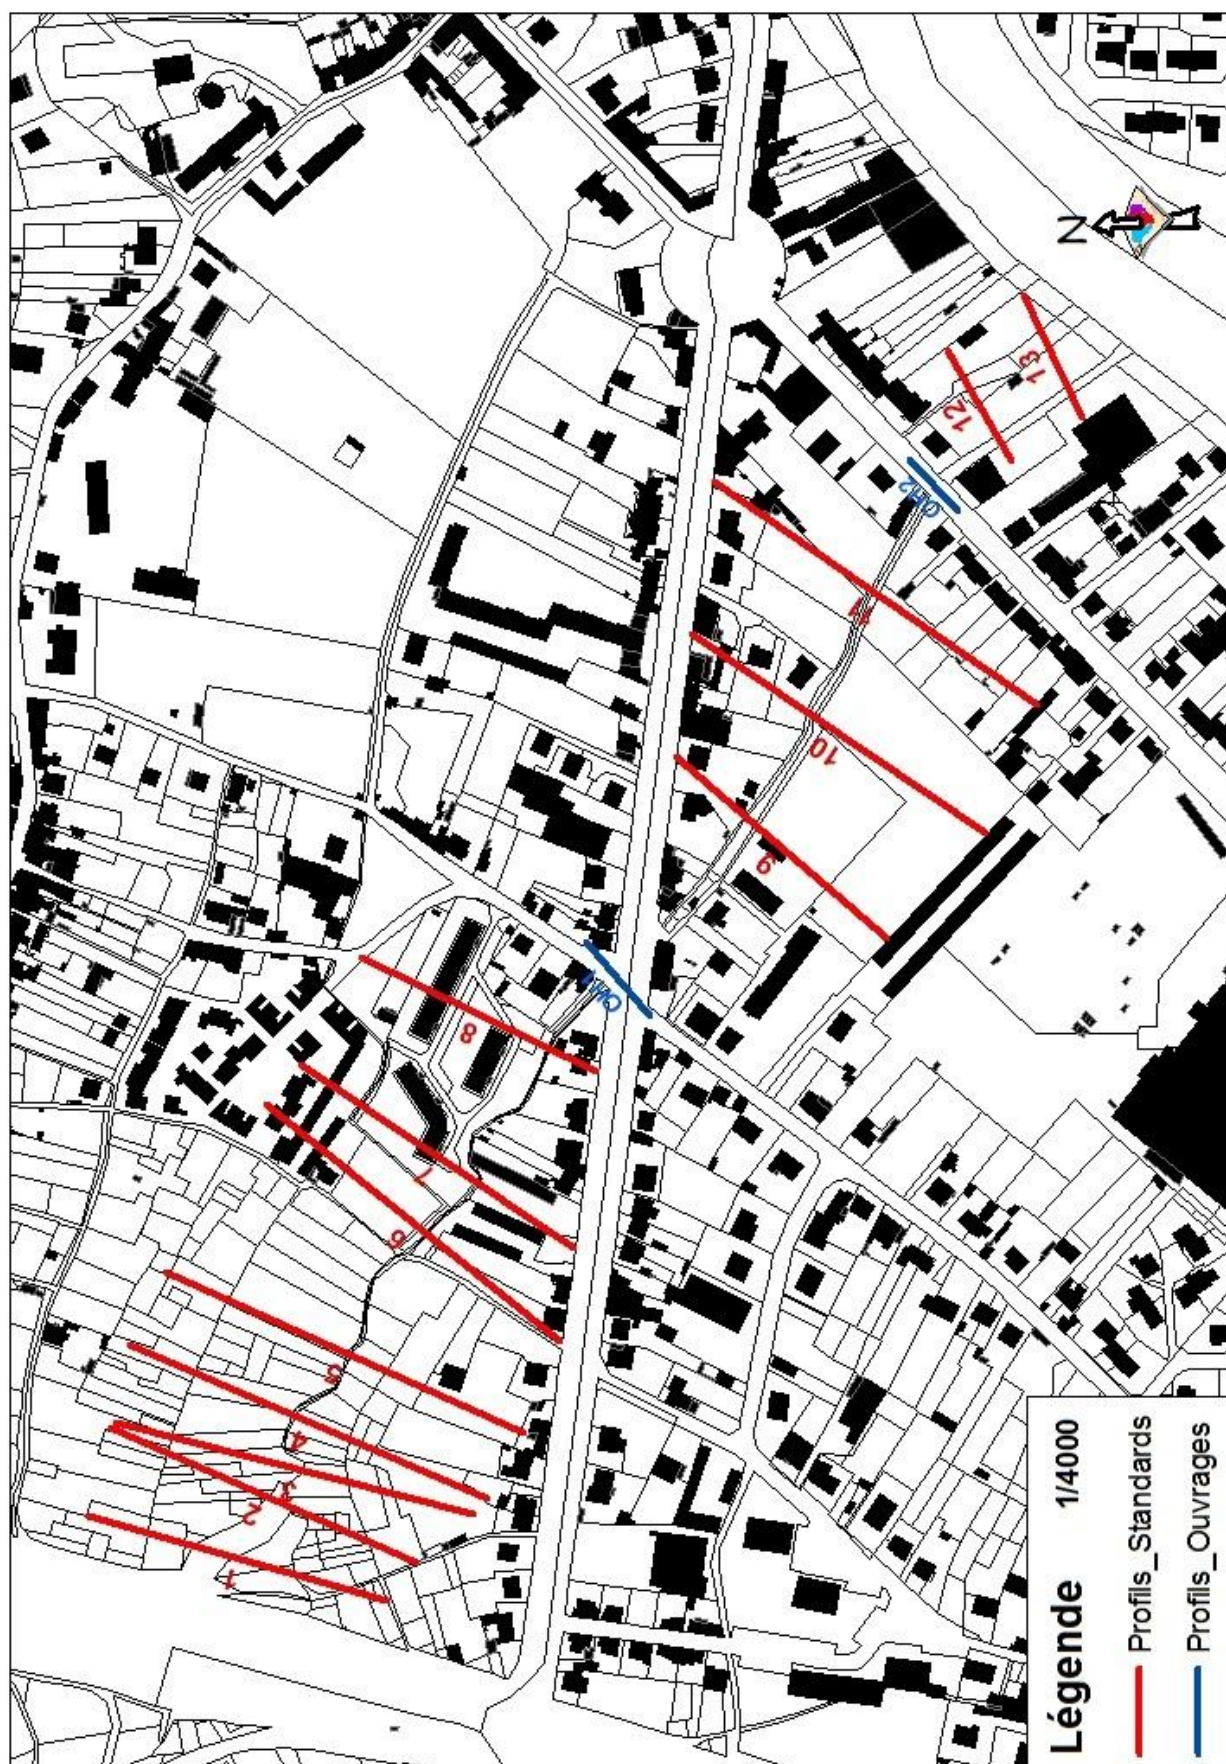 N
1
2
3
4
5
6
7
8
9
10
11
12
13
OH1
OH2
Légende 1/4000
Profils_Standards
Profils_Ouvrages